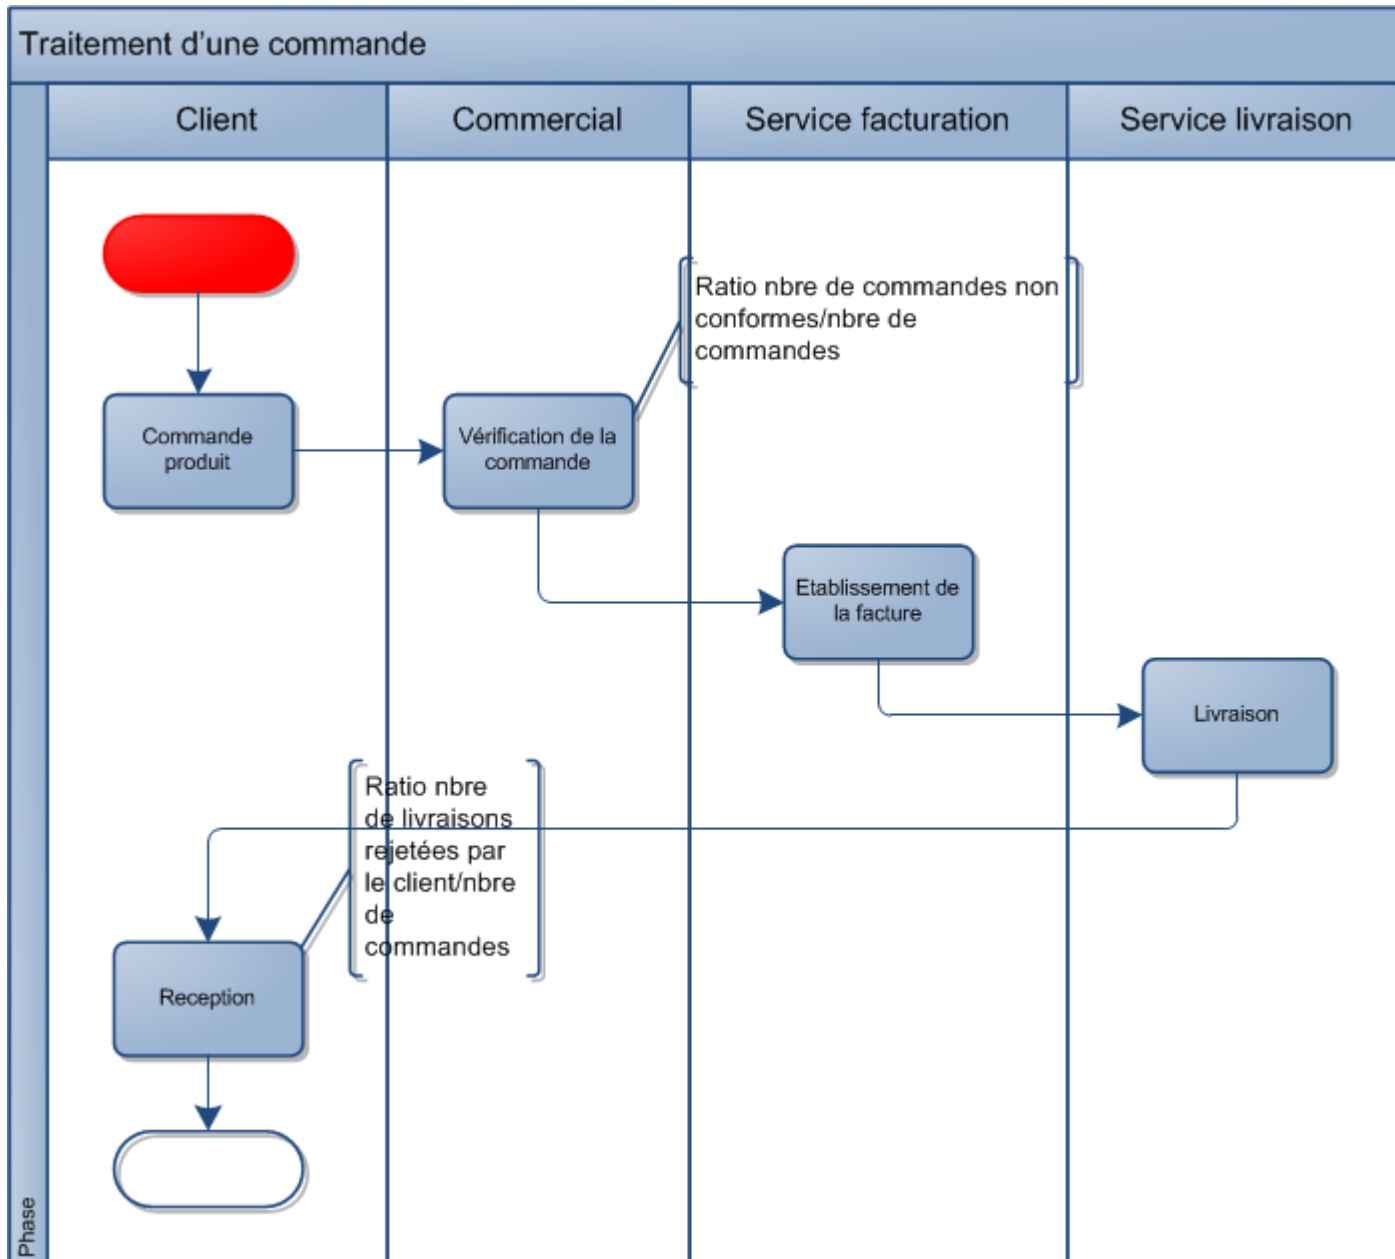 Traitement d'une commande
Client
Commercial
Service facturation
Service livraison
Ratio nbre de commandes non
conformes/nbre de
commandes
Commande
produit
Vérification de la
commande
Etablissement de
la facture
Livraison
Ratio nbre
de livraisons
rejetées par
le client/nbre
de
commandes
Reception
Phase